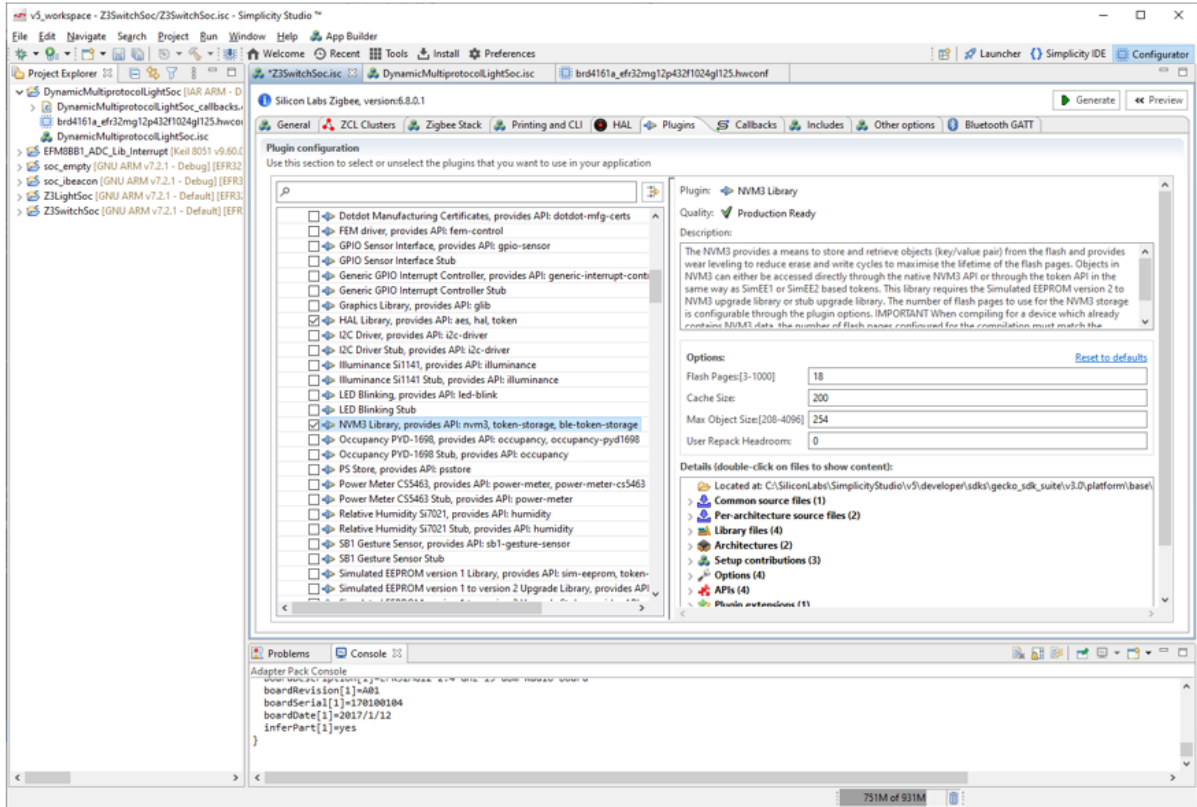 v5_workspace - Z3SwitchSoc/Z3SwitchSoc.isc - Simplicity Studio ™
File Edit Navigate Search Project Run Window Help App Builder
Welcome Recent Tools Install Preferences
Launcher Simplicity IDE Configurator
Project Explorer
DynamicMultiprotocolLightSoc [IAR ARM - D
DynamicMultiprotocolLightSoc_callbacks.
brd4161a_efr32mg12p432f1024gl125.hwco
DynamicMultiprotocolLightSoc.isc
EFM8BB1_ADC_Lib_Interrupt [Keil 8051 v9.60.0
soc_empty [GNU ARM v7.2.1 - Debug] [EFR32
soc_ibeacon [GNU ARM v7.2.1 - Debug] [EFR3
Z3LightSoc [GNU ARM v7.2.1 - Default] [EFR3
Z3SwitchSoc [GNU ARM v7.2.1 - Default] [EFR
*Z3SwitchSoc.isc DynamicMultiprotocolLightSoc.isc brd4161a_efr32mg12p432f1024gl125.hwconf
Silicon Labs Zigbee, version:6.8.0.1
Generate Preview
General ZCL Clusters Zigbee Stack Printing and CLI HAL Plugins Callbacks Includes Other options Bluetooth GATT
Plugin configuration
Use this section to select or unselect the plugins that you want to use in your application
Dotdot Manufacturing Certificates, provides API: dotdot-mfg-certs
FEM driver, provides API: fem-control
GPIO Sensor Interface, provides API: gpio-sensor
GPIO Sensor Interface Stub
Generic GPIO Interrupt Controller, provides API: generic-interrupt-cont
Generic GPIO Interrupt Controller Stub
Graphics Library, provides API: glib
HAL Library, provides API: aes, hal, token
I2C Driver, provides API: i2c-driver
I2C Driver Stub, provides API: i2c-driver
Illuminance Si1141, provides API: illuminance
Illuminance Si1141 Stub, provides API: illuminance
LED Blinking, provides API: led-blink
LED Blinking Stub
NVM3 Library, provides API: nvm3, token-storage, ble-token-storage
Occupancy PYD-1698, provides API: occupancy, occupancy-pyd1698
Occupancy PYD-1698 Stub, provides API: occupancy
PS Store, provides API: psstore
Power Meter CS5463, provides API: power-meter, power-meter-cs5463
Power Meter CS5463 Stub, provides API: power-meter
Relative Humidity Si7021, provides API: humidity
Relative Humidity Si7021 Stub, provides API: humidity
SB1 Gesture Sensor, provides API: sb1-gesture-sensor
SB1 Gesture Sensor Stub
Simulated EEPROM version 1 Library, provides API: sim-eeprom, token-
Simulated EEPROM version 1 to version 2 Upgrade Library, provides API
Plugin: NVM3 Library
Quality: Production Ready
Description:
The NVM3 provides a means to store and retrieve objects (key/value pair) from the flash and provides
wear leveling to reduce erase and write cycles to maximise the lifetime of the flash pages. Objects in
NVM3 can either be accessed directly through the native NVM3 API or through the token API in the
same way as SimEE1 or SimEE2 based tokens. This library requires the Simulated EEPROM version 2 to
NVM3 upgrade library or stub upgrade library. The number of flash pages to use for the NVM3 storage
is configurable through the plugin options. IMPORTANT When compiling for a device which already
contains NVM3 data, the number of flash pages configured for the compilation must match the
Options: Reset to defaults
Flash Pages:[3-1000] 18
Cache Size: 200
Max Object Size:[208-4096] 254
User Repack Headroom: 0
Details (double-click on files to show content):
Located at: C:\SiliconLabs\SimplicityStudio\v5\developer\sdks\gecko_sdk_suite\v3.0\platform\base\
Common source files (1)
Per-architecture source files (2)
Library files (4)
Architectures (2)
Setup contributions (3)
Options (4)
APIs (4)
Plugin extensions (1)
Problems Console
Adapter Pack Console
boardRevision[1]=A01
boardSerial[1]=170100104
boardDate[1]=2017/1/12
inferPart[1]=yes
}
751M of 931M